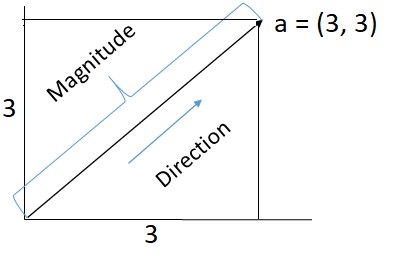 a = (3, 3)
Magnitude
3
Direction
3